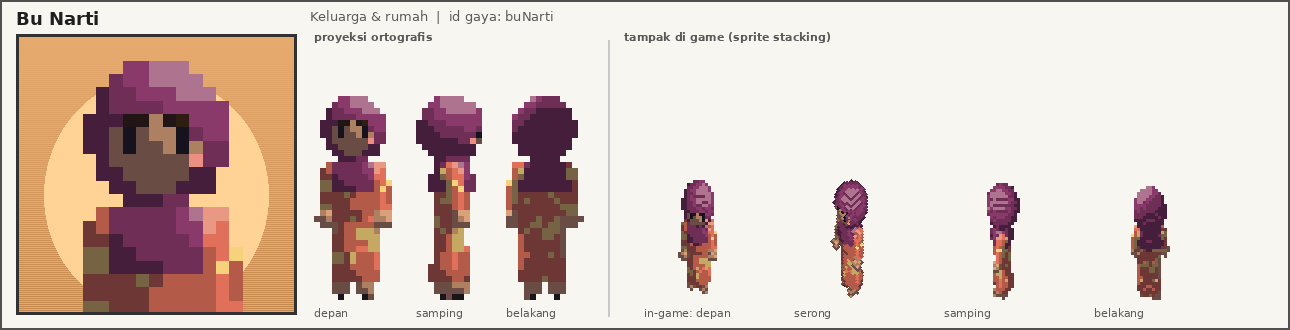 Bu Narti
Keluarga & rumah | id gaya: buNarti
proyeksi ortografis
tampak di game (sprite stacking)
depan
samping
belakang
in-game: depan
serong
samping
belakang